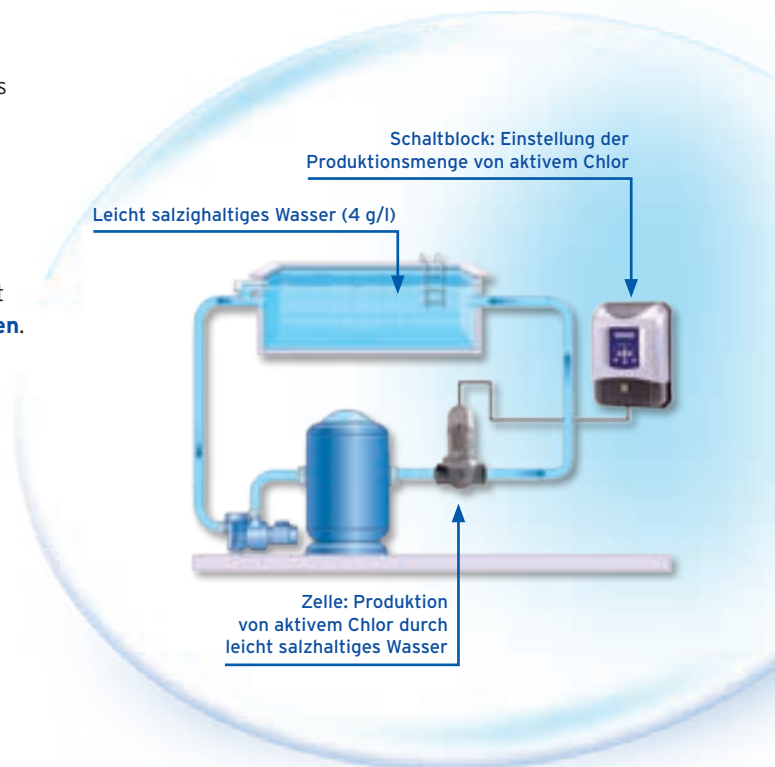 s
Schaltblock: Einstellung der
Produktionsmenge von aktivem Chlor
Leicht salzighaltiges Wasser (4 g/l)
t
en.
Zelle: Produktion
von aktivem Chlor durch
leicht salzhaltiges Wasser